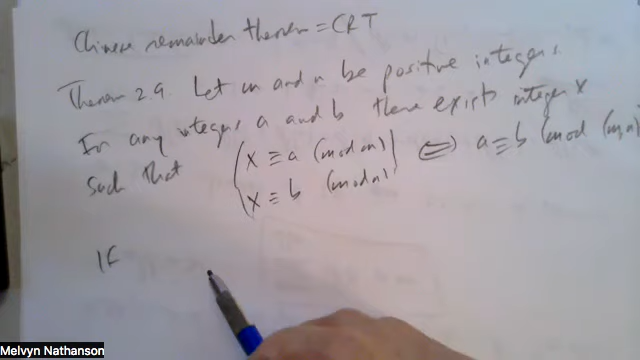 Chinese remainder theorem = CRT
Theorem 2.9. Let m and n be positive integers.
For any integers a and b there exists integer x
such that x ≡ a (mod m) ⟺ a ≡ b (mod (m,n)
x ≡ b (mod n)
If
Melvyn Nathanson